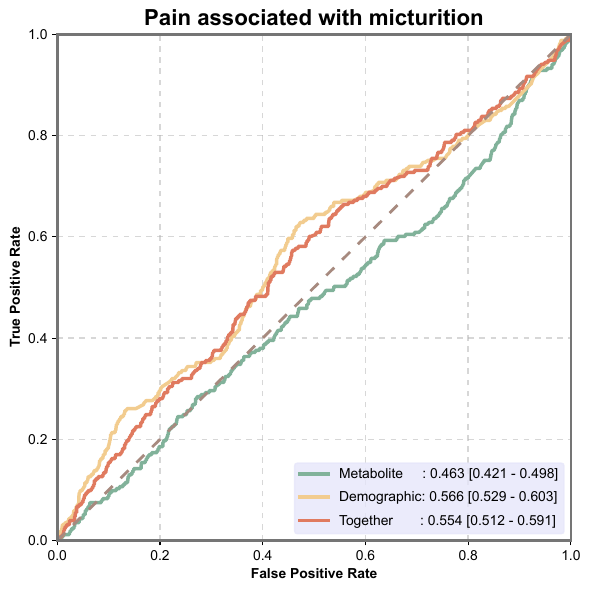 Pain associated with micturition
True Positive Rate
1.0
0.8
0.6
0.4
0.2
0.0
Metabolite : 0.463 [0.421 - 0.498]
Demographic: 0.566 [0.529 - 0.603]
Together : 0.554 [0.512 - 0.591]
0.0 0.2 0.4 0.6 0.8 1.0
False Positive Rate